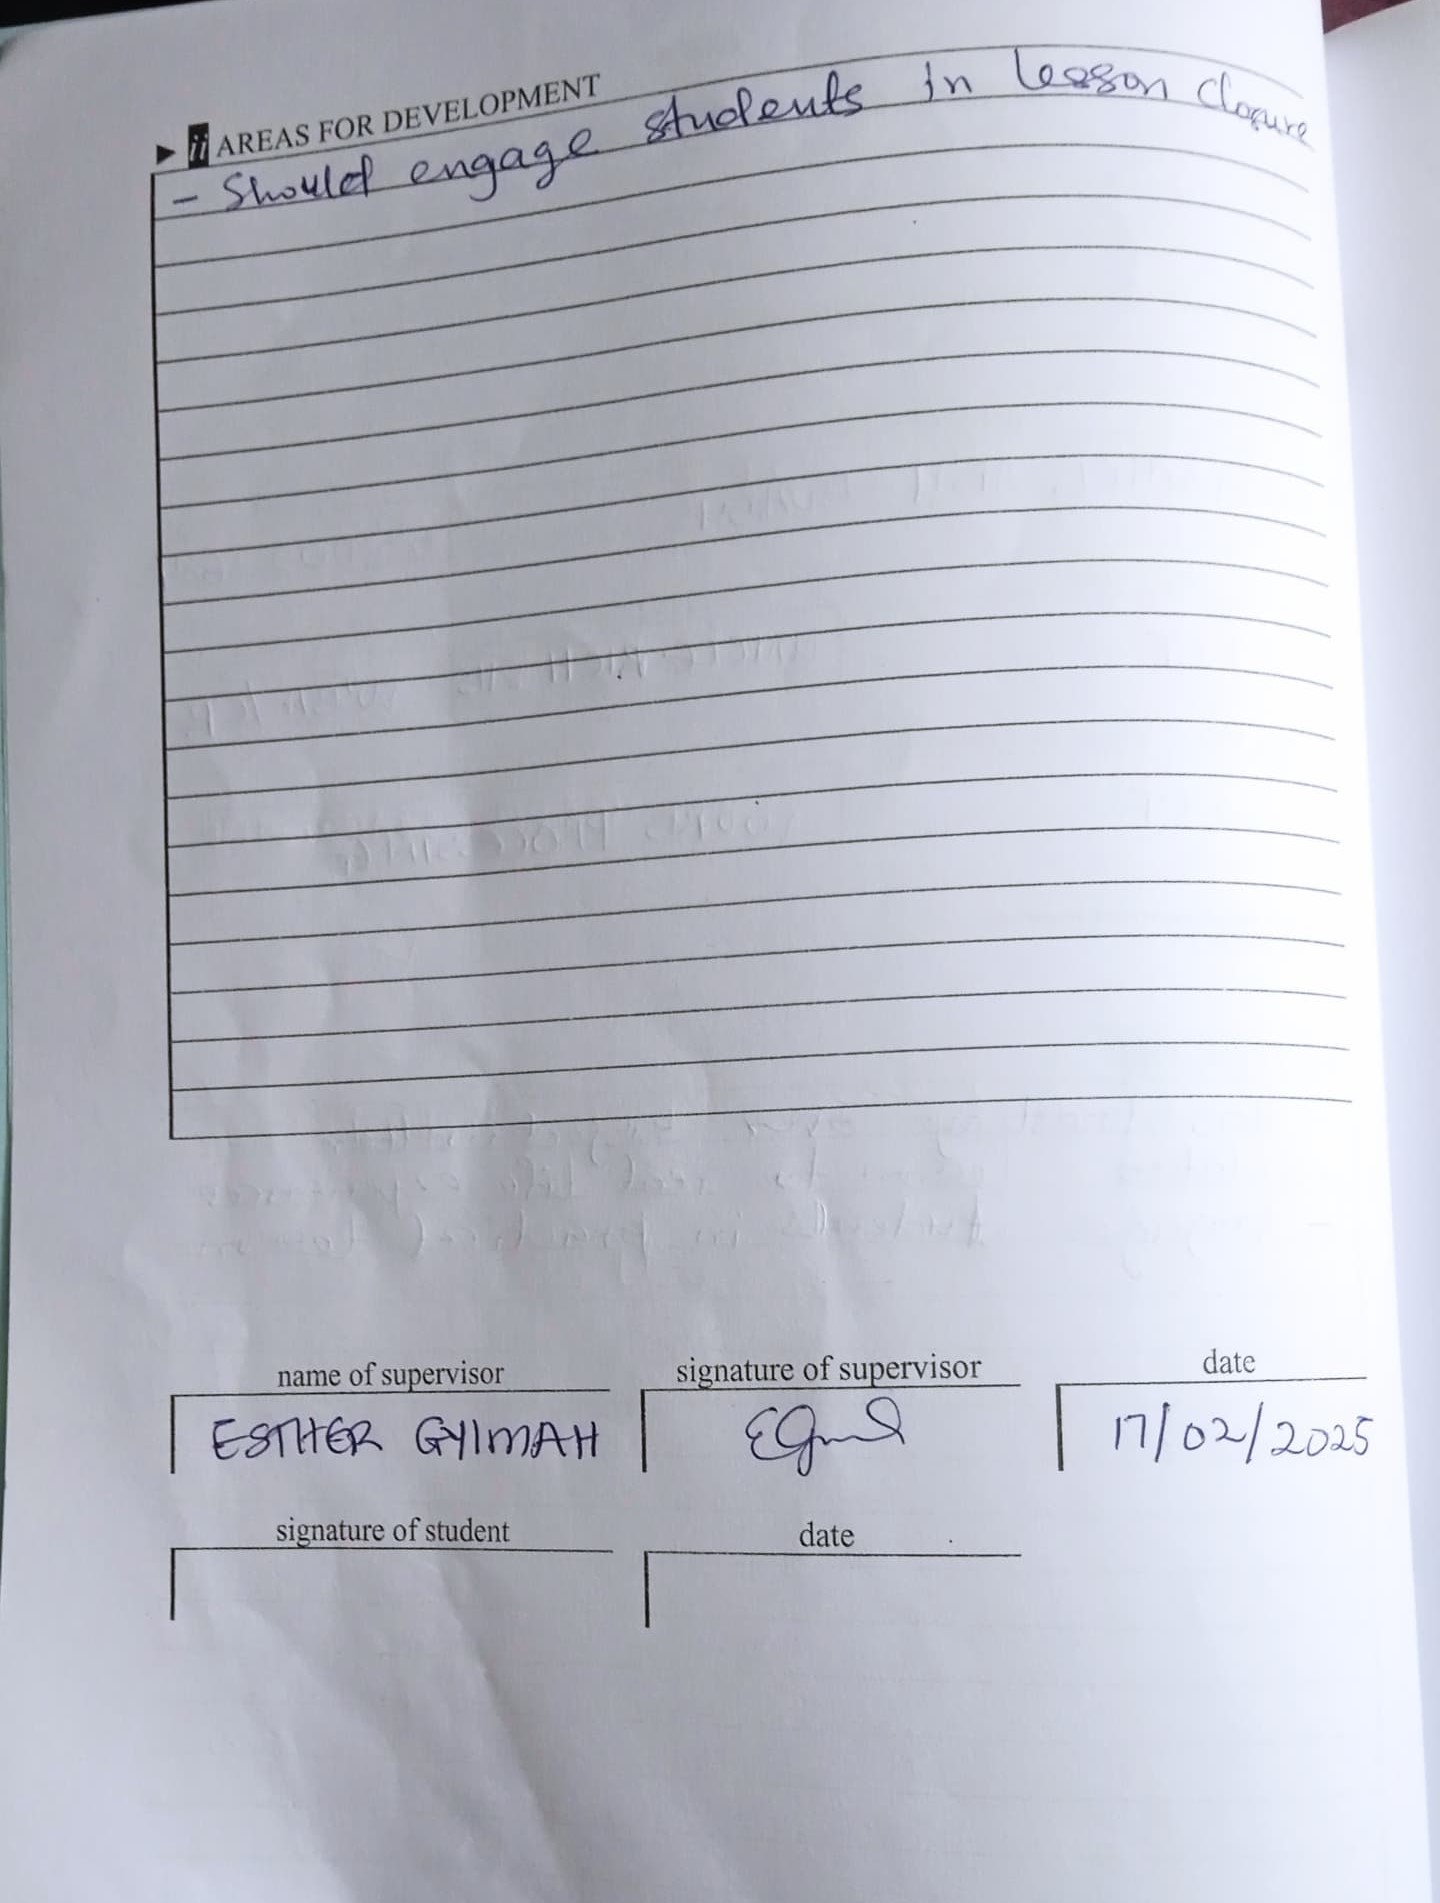 ► ii AREAS FOR DEVELOPMENT
- Should engage students in lesson closure
name of supervisor
signature of supervisor
date
ESTHER GYIMAH
17/02/2025
signature of student
date